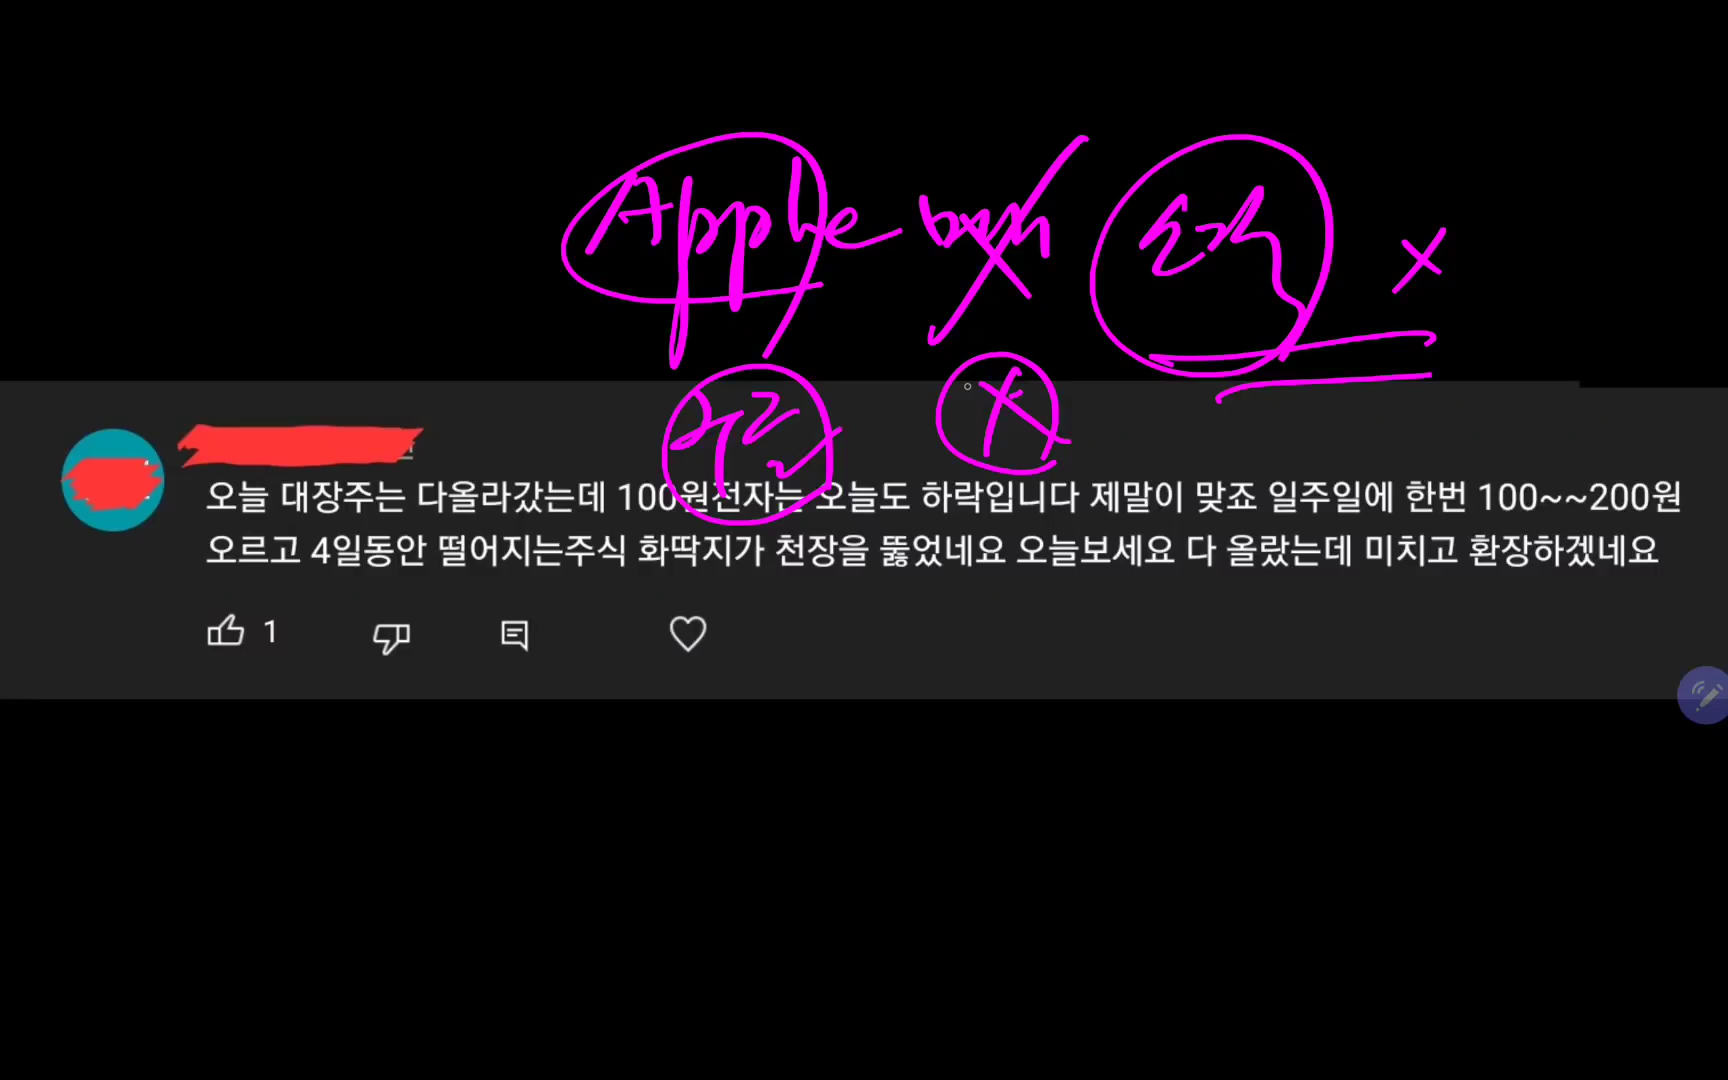 Apple
오늘 대장주는 다올라갔는데 100원전자는 오늘도 하락입니다 제말이 맞죠 일주일에 한번 100~~200원
오르고 4일동안 떨어지는주식 화딱지가 천장을 뚫었네요 오늘보세요 다 올랐는데 미치고 환장하겠네요
1